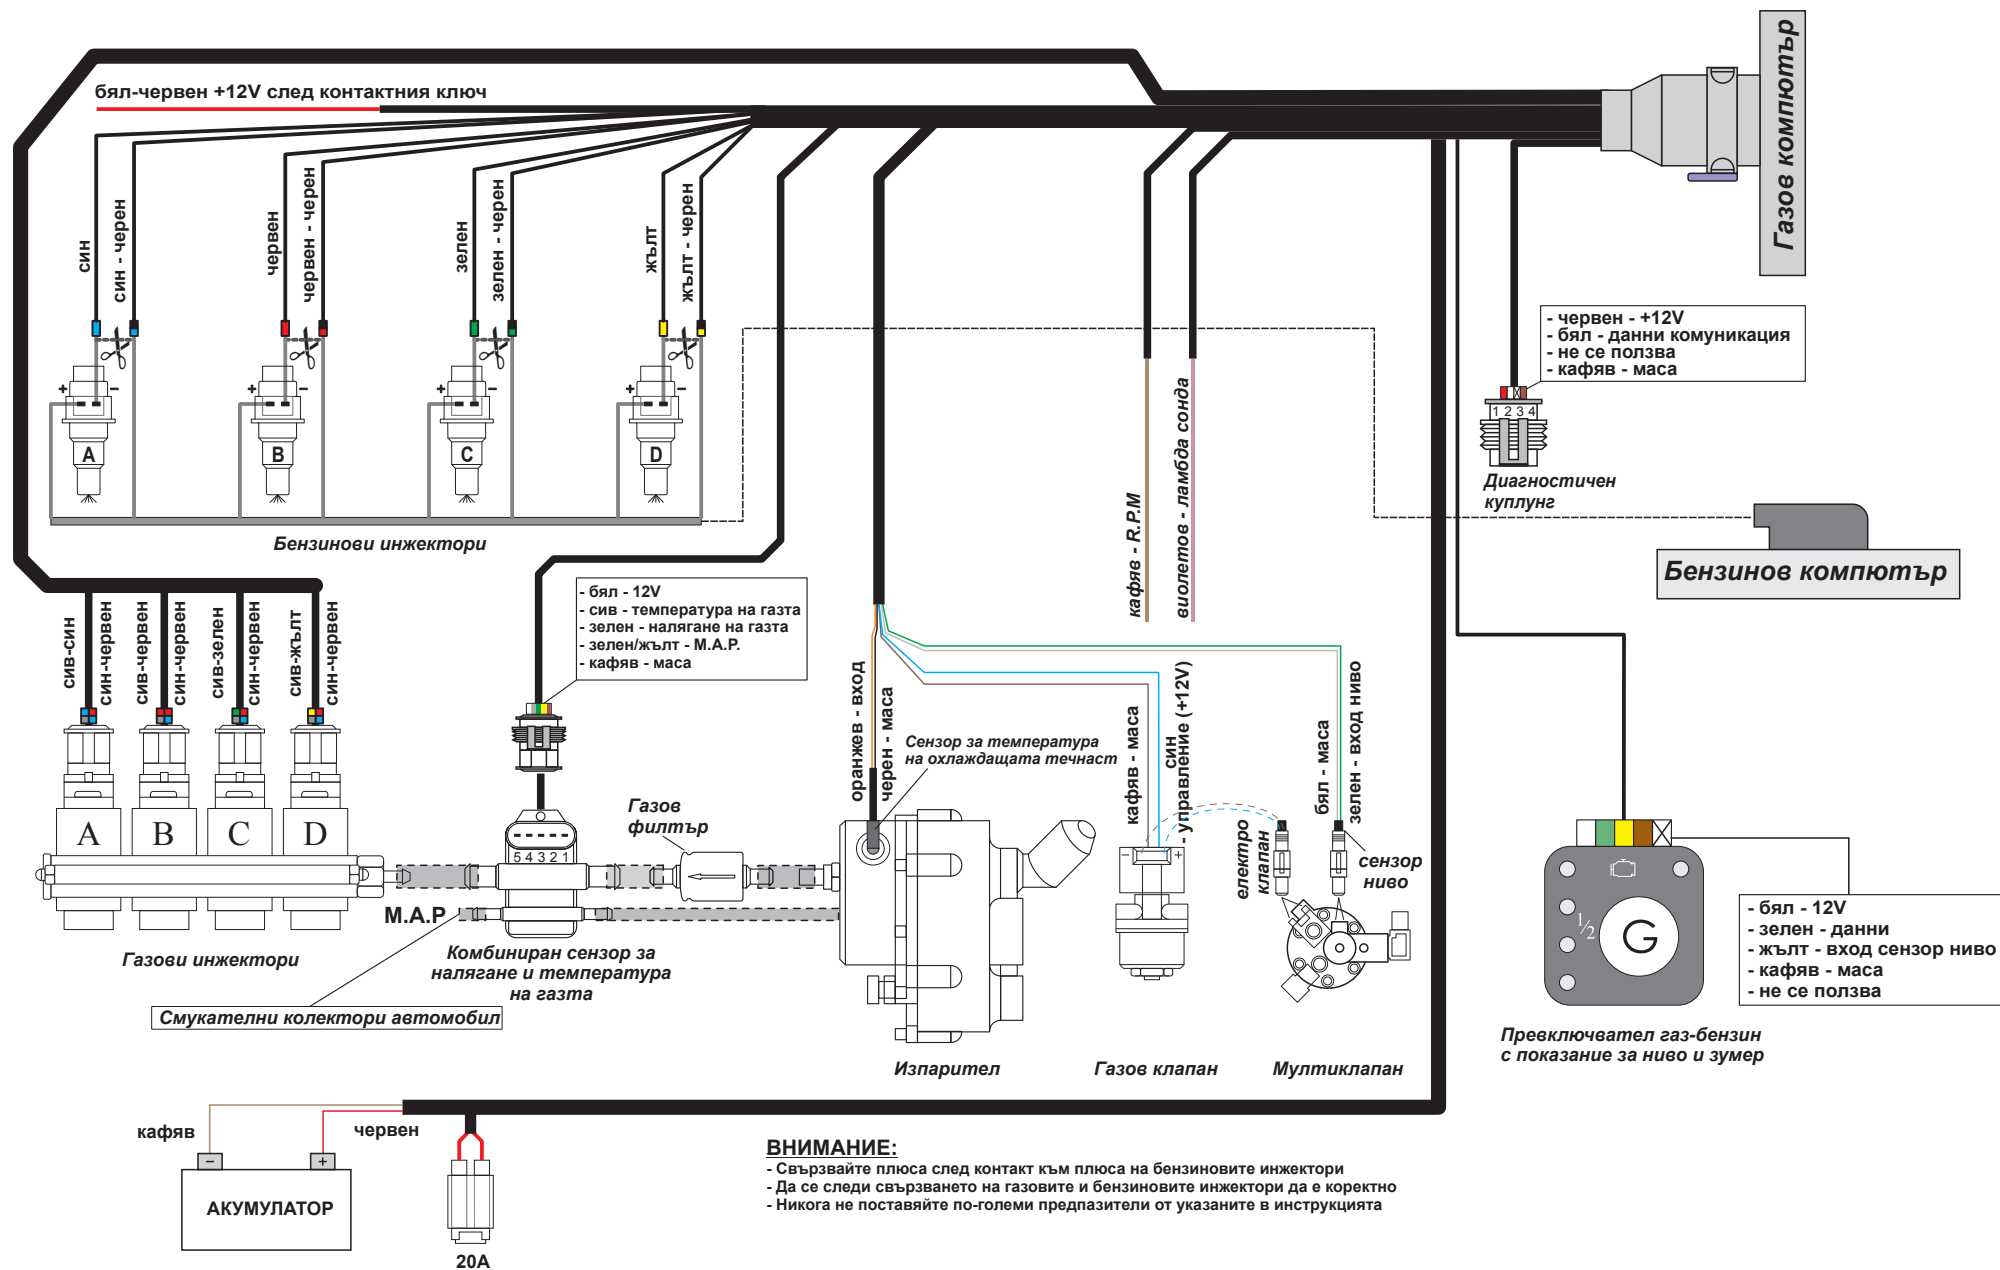 бял-червен +12V след контактния ключ
Газов компютър
син
син - черен
червен
червен - черен
зелен
зелен - черен
жълт
жълт - черен
+ −
+ −
+ −
+ −
A
B
C
D
Бензинови инжектори
- червен - +12V
- бял - данни комуникация
- не се ползва
- кафяв - маса
1 2 3 4
Диагностичен
куплунг
кафяв - R.P.M
виолетов - ламбда сонда
Бензинов компютър
сив-син
син-червен
сив-червен
син-червен
сив-зелен
син-червен
сив-жълт
син-червен
- бял - 12V
- сив - температура на газта
- зелен - налягане на газта
- зелен/жълт - M.A.P.
- кафяв - маса
оранжев - вход
черен - маса
Сензор за температура
на охлаждащата течнаст
кафяв - маса
син
- управление (+12V)
бял - маса
зелен - вход ниво
A
B
C
D
5 4 3 2 1
Газов
филтър
− +
електро
клапан
сензор
ниво
M.A.P
Газови инжектори
Комбиниран сензор за
налягане и температура
на газта
Смукателни колектори автомобил
Изпарител
Газов клапан
Мултиклапан
1/2
G
- бял - 12V
- зелен - данни
- жълт - вход сензор ниво
- кафяв - маса
- не се ползва
Превключвател газ-бензин
с показание за ниво и зумер
кафяв
червен
− +
АКУМУЛАТОР
20A
ВНИМАНИЕ:
- Свързвайте плюса след контакт към плюса на бензиновите инжектори
- Да се следи свързването на газовите и бензиновите инжектори да е коректно
- Никога не поставяйте по-големи предпазители от указаните в инструкцията